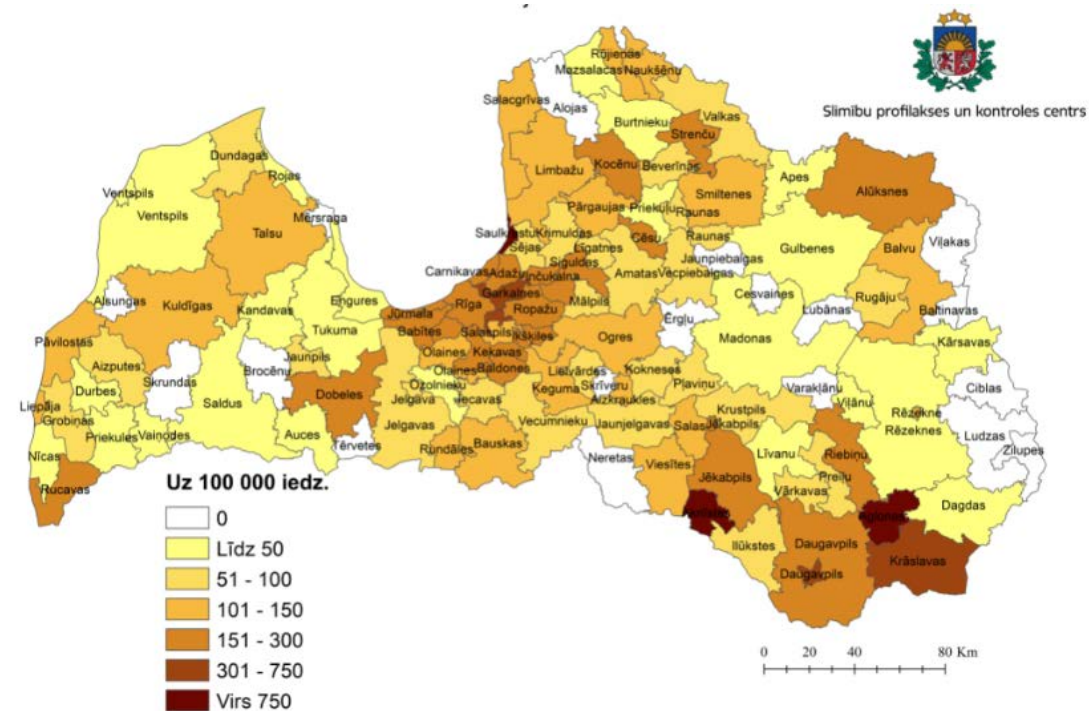 Slimību profilakses un kontroles centrs
Rūjienas
Mazsalacas
Naukšēnu
Salacgrīvas
Alojas
Valkas
Burtnieku
Strenču
Dundagas
Rojas
Kocēnu
Beverīnas
Limbažu
Apes
Alūksnes
Smiltenes
Ventspils
Ventspils
Pārgaujas
Priekuļu
Raunas
Mērsraga
Talsu
Saulkrastu
Krimuldas
Cēsu
Raunas
Gulbenes
Balvu
Viļakas
Sējas
Līgatnes
Jaunpiebalgas
Carnikavas
Siguldas
Amatas
Vecpiebalgas
Garkalnes
Mālpils
Cesvaines
Rugāju
Alsungas
Kuldīgas
Kandavas
Engures
Rīga
Ropažu
Lubānas
Baltinavas
Jūrmala
Ērgļu
Tukuma
Babītes
Salaspils
Ikšķiles
Ogres
Madonas
Kārsavas
Pāvilostas
Aizputes
Jaunpils
Olaines
Ķekavas
Brocēnu
Olaines
Baldones
Lielvārdes
Kokneses
Skrundas
Durbes
Dobeles
Ozolnieku
Ķeguma
Skrīveru
Pļaviņu
Varakļānu
Viļānu
Ciblas
Liepāja
Saldus
Jelgava
Iecavas
Aizkraukles
Krustpils
Rēzekne
Grobiņas
Jelgavas
Vecumnieku
Jaunjelgavas
Salas
Jēkabpils
Rēzeknes
Priekules
Vaiņodes
Auces
Tērvetes
Rundāles
Bauskas
Līvānu
Riebiņu
Ludzas
Nīcas
Neretas
Viesītes
Jēkabpils
Preiļu
Zilupes
Rucavas
Vārkavas
Aknīstes
Aglonas
Dagdas
Ilūkstes
Daugavpils
Krāslavas
Daugavpils
Uz 100 000 iedz.
0
Līdz 50
51 - 100
101 - 150
151 - 300
301 - 750
Virs 750
0 20 40 80 Km